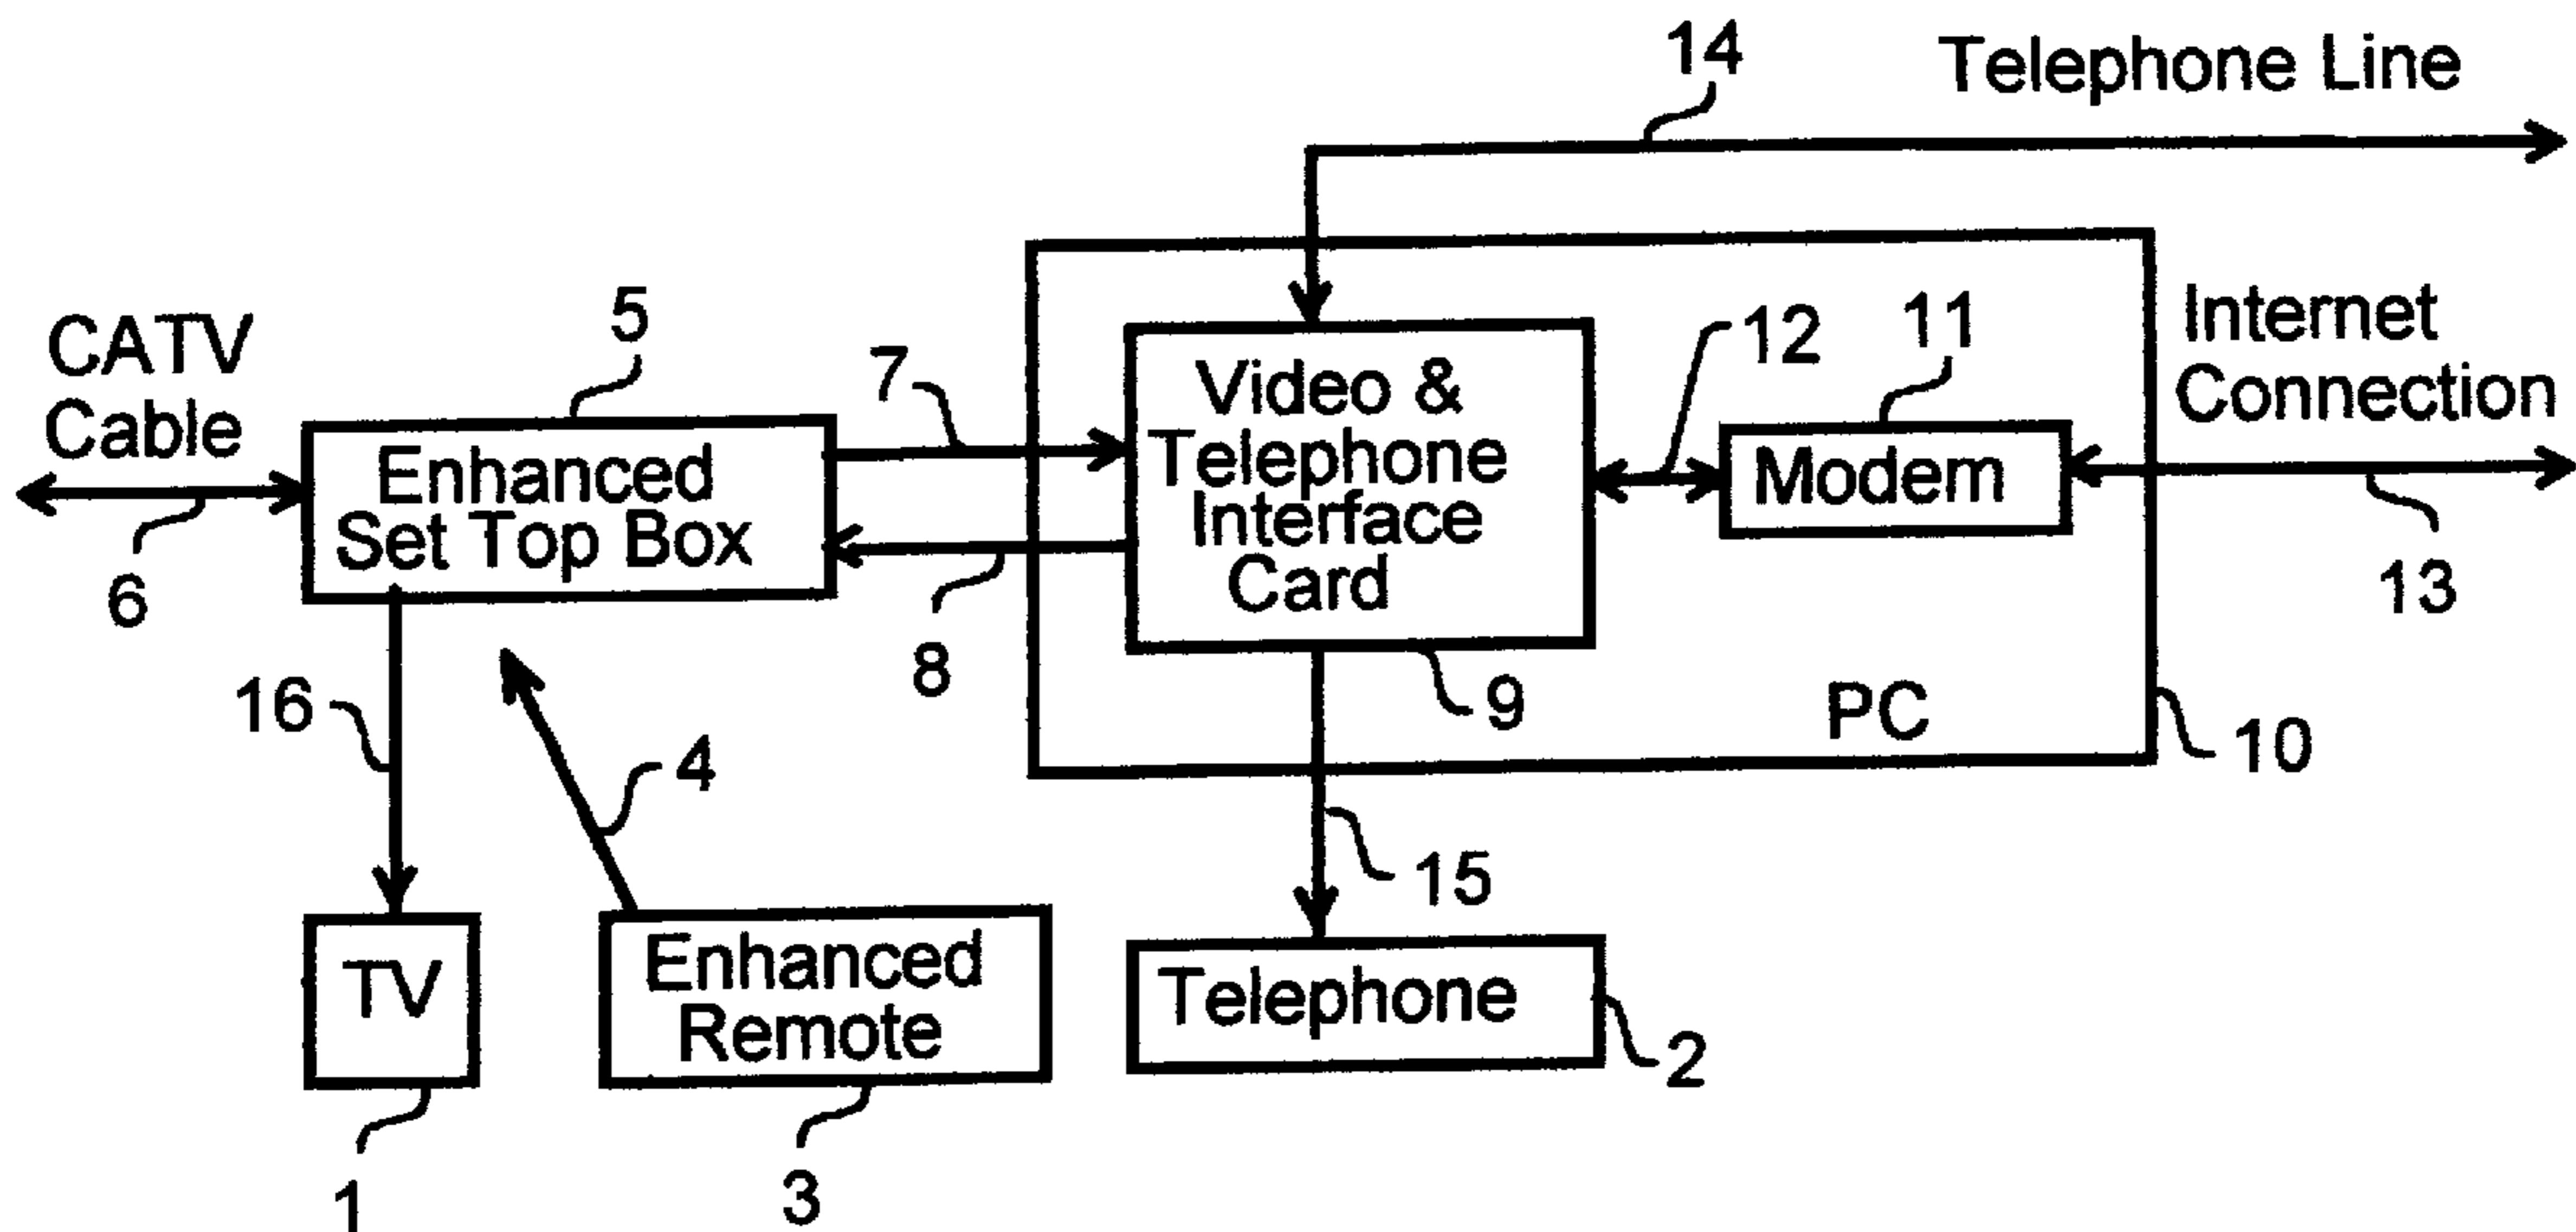 14
Telephone Line
CATV
Cable
5
7
12
11
Internet
Connection
Video &
Telephone
Interface
Card
Modem
Enhanced
Set Top Box
6
8
13
16
4
9
PC
10
15
TV
Enhanced
Remote
Telephone
2
1
3